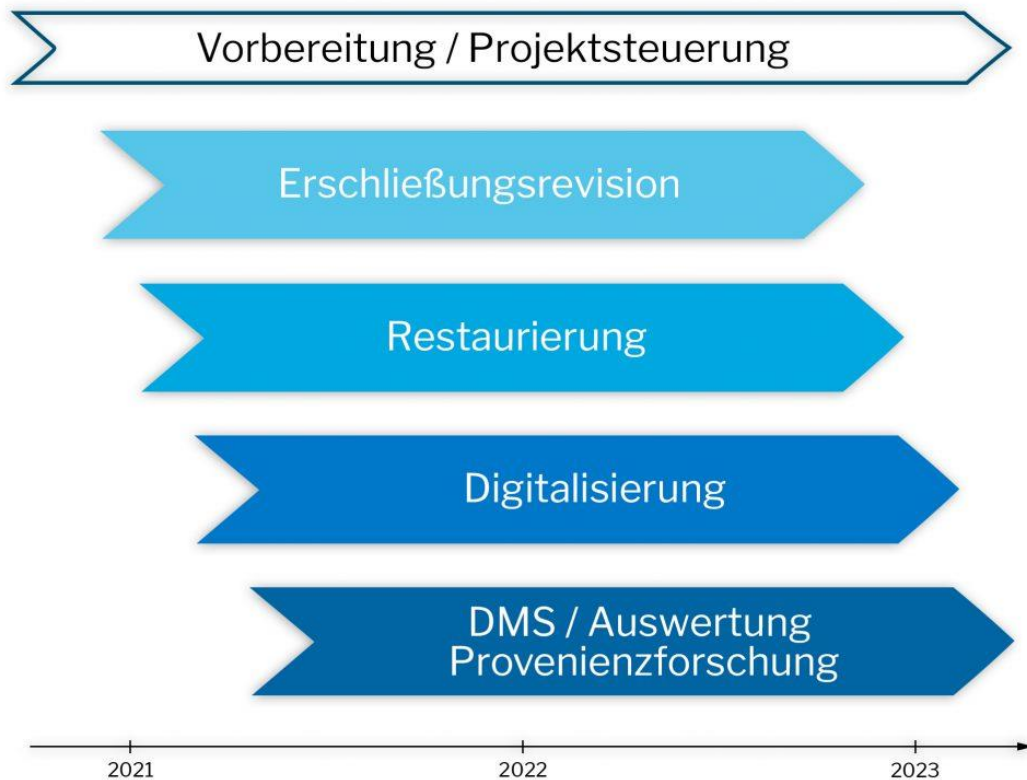 Vorbereitung / Projektsteuerung
Erschließungsrevision
Restaurierung
Digitalisierung
DMS / Auswertung
Provenienzforschung
2021 2022 2023